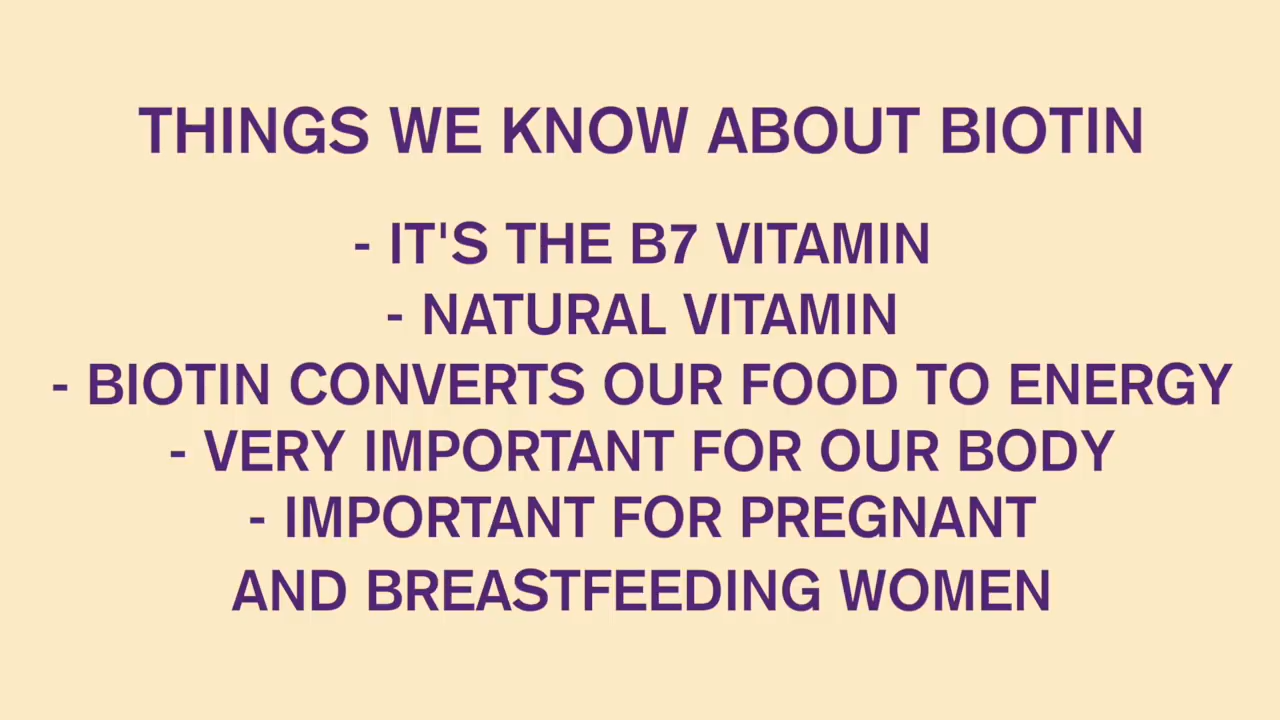 THINGS WE KNOW ABOUT BIOTIN
- IT'S THE B7 VITAMIN
- NATURAL VITAMIN
- BIOTIN CONVERTS OUR FOOD TO ENERGY
- VERY IMPORTANT FOR OUR BODY
- IMPORTANT FOR PREGNANT
AND BREASTFEEDING WOMEN